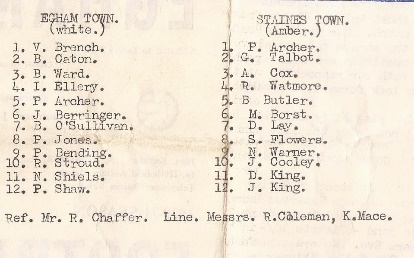 EGHAM TOWN. STAINES TOWN.
(white.) (Amber.)
1. V. Brench. 1. P. Archer.
2. B. Caton. 2. G. Talbot.
3. B. Ward. 3. A. Cox.
4. I. Ellery. 4. R. Watmore.
5. P. Archer. 5. B Butler.
6. J. Berringer. 6. M. Borst.
7. B. O'Sullivan. 7. D. Lay.
8. P. Jones. 8. S. Flowers.
9. P. Bending. 9. N. Warner.
10. R. Stroud. 10. J. Cooley.
11. N. Shiels. 11. D. King.
12. P. Shaw. 12. J. King.
Ref. Mr. R. Chaffer. Line. Messrs. R.Coleman, K.Mace.